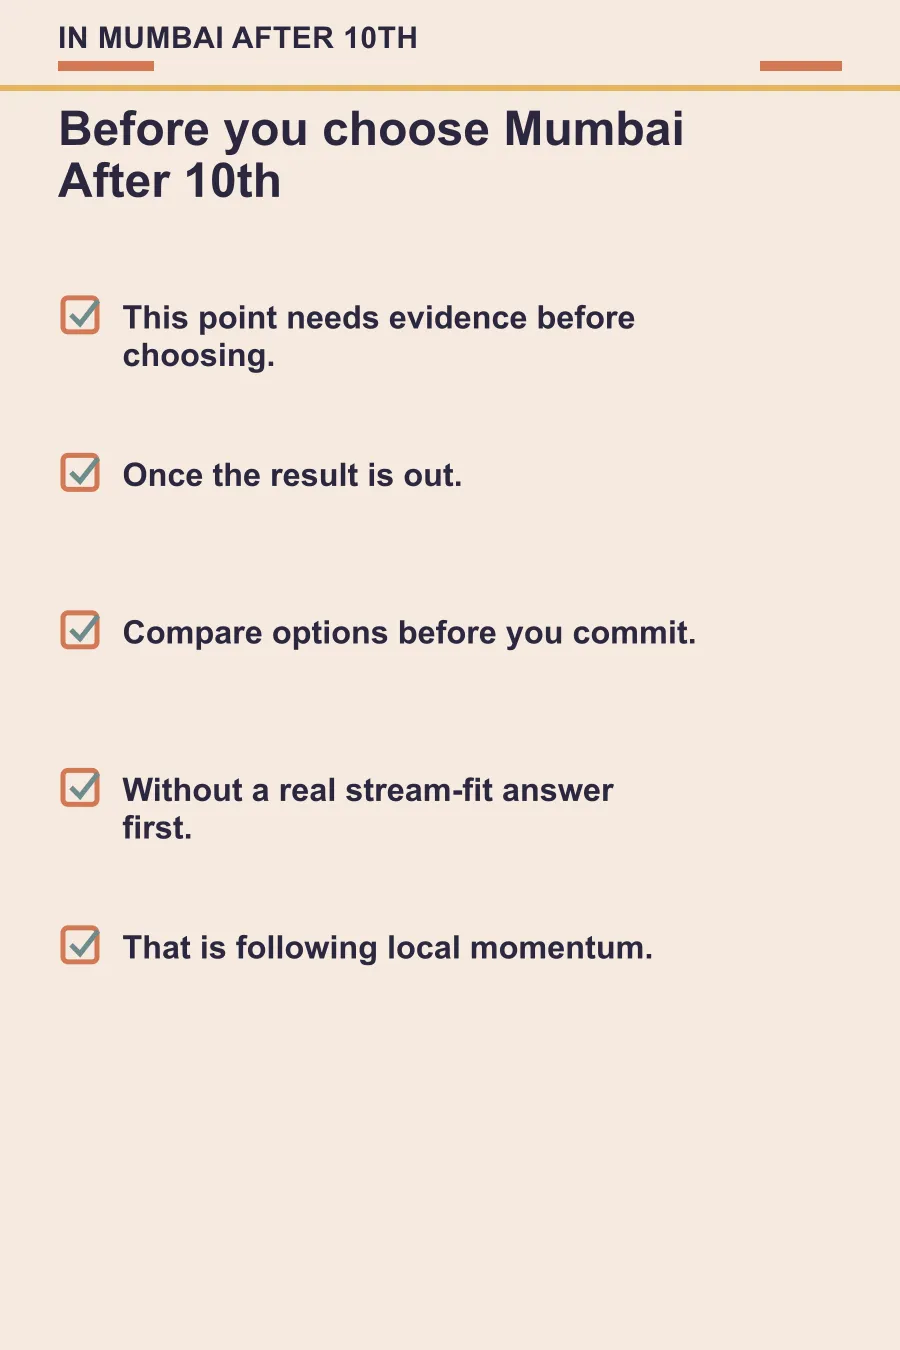 IN MUMBAI AFTER 10TH
Before you choose Mumbai
After 10th
This point needs evidence before
choosing.
Once the result is out.
Compare options before you commit.
Without a real stream-fit answer
first.
That is following local momentum.